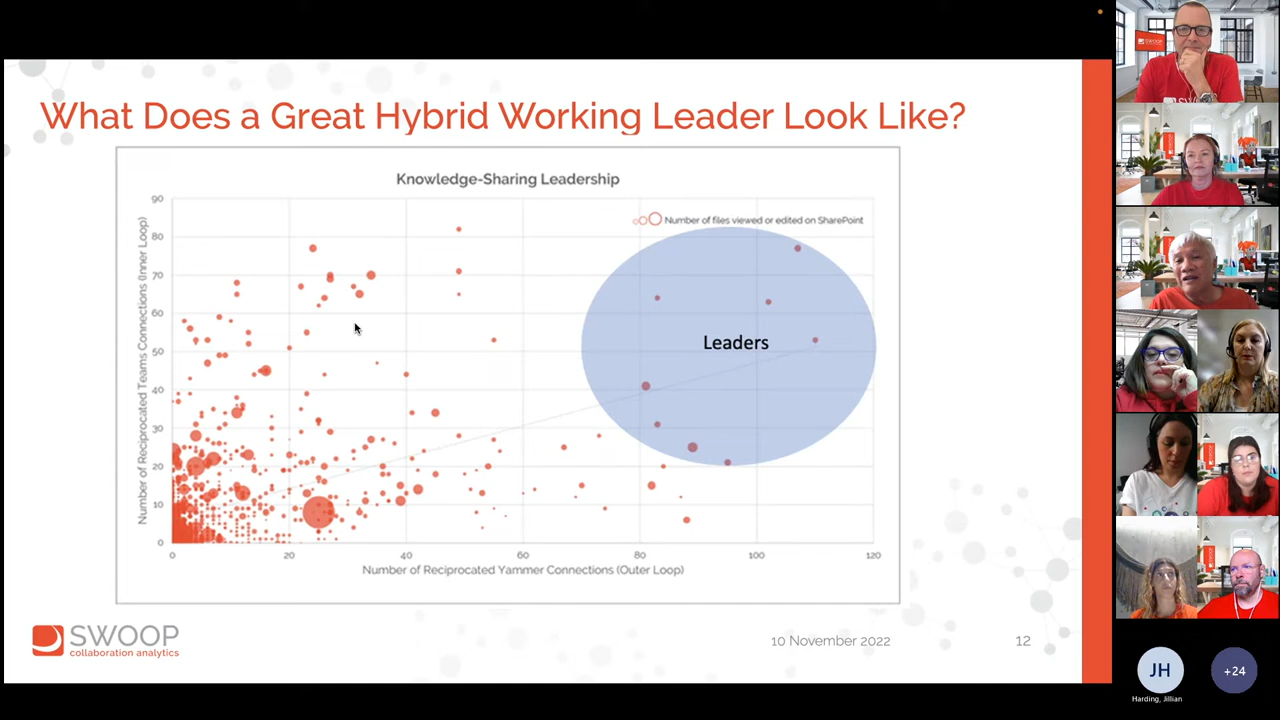 What Does a Great Hybrid Working Leader Look Like?
Knowledge-Sharing Leadership
Number of files viewed or edited on SharePoint
Number of Reciprocated Teams Connections (Inner Loop)
90
80
70
60
50
40
30
20
10
0
Leaders
0 20 40 60 80 100 120
Number of Reciprocated Yammer Connections (Outer Loop)
SWOOP
collaboration analytics
10 November 2022
12
SWOOP
JH
Harding, Jillian
+24